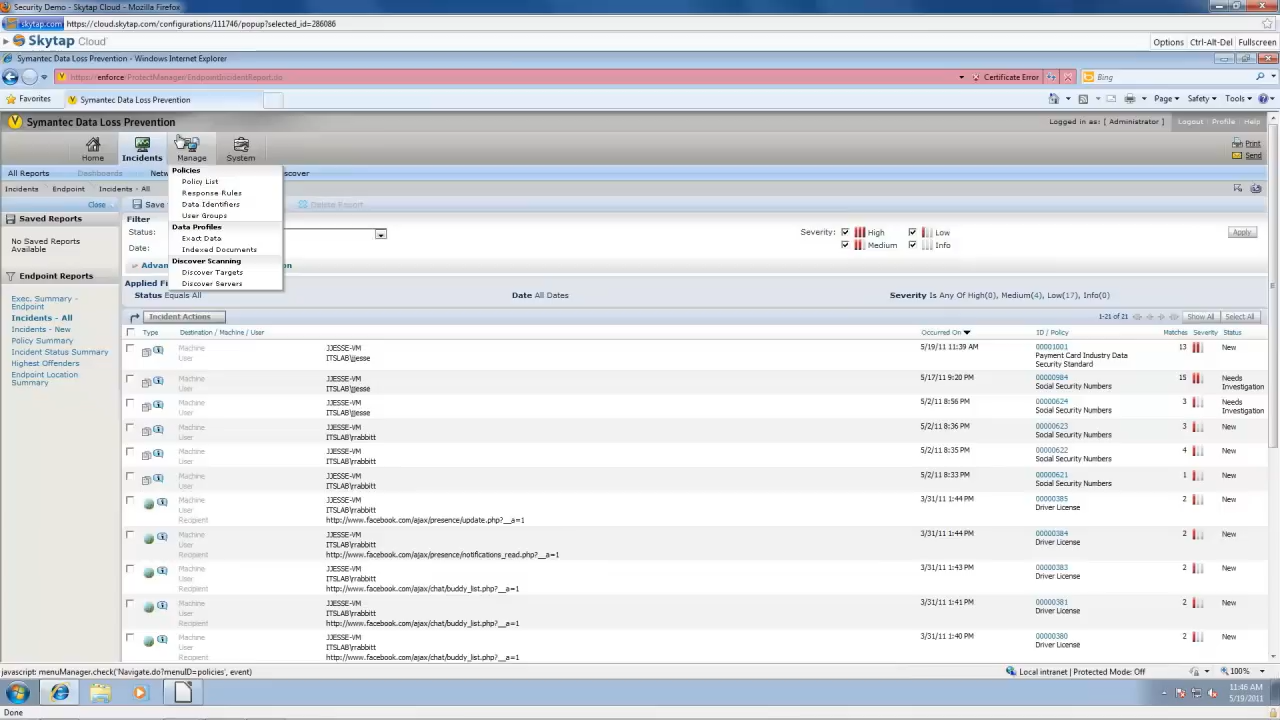 Security Demo - Skytap Cloud - Mozilla Firefox
skytap.com https://cloud.skytap.com/configurations/111746/popup?selected_id=286086
Skytap Cloud
Options Ctrl-Alt-Del Fullscreen
Symantec Data Loss Prevention - Windows Internet Explorer
https://enforce/ProtectManager/EndpointIncidentReport.do Certificate Error Bing
Favorites Symantec Data Loss Prevention Page Safety Tools
Symantec Data Loss Prevention Logged in as: [ Administrator ] Logout Profile Help
Home Incidents Manage System
Print
Send
All Reports Dashboards
Incidents Endpoint Incidents - All
Policies
Policy List
Response Rules
Data Identifiers
User Groups
Data Profiles
Exact Data
Indexed Documents
Discover Scanning
Discover Targets
Discover Servers
Close Save Delete Report
Saved Reports
No Saved Reports
Available
Endpoint Reports
Exec. Summary -
Endpoint
Incidents - All
Incidents - New
Policy Summary
Incident Status Summary
Highest Offenders
Endpoint Location
Summary
Filter
Status:
Date:
Severity: High Low
Medium Info
Apply
Applied Fi
Status Equals All Date All Dates Severity Is Any Of High(0), Medium(4), Low(17), Info(0)
Incident Actions 1-21 of 21 Show All Select All
Type Destination / Machine / User Occurred On ID / Policy Matches Severity Status
Machine JJESSE-VM 5/19/11 11:39 AM 00001001 13 New
User ITSLAB\jjesse Payment Card Industry Data
Security Standard
Machine JJESSE-VM 5/17/11 9:20 PM 00000984 15 Needs
User ITSLAB\jjesse Social Security Numbers Investigation
Machine JJESSE-VM 5/2/11 8:56 PM 00000624 3 Needs
User ITSLAB\jjesse Social Security Numbers Investigation
Machine JJESSE-VM 5/2/11 8:36 PM 00000623 3 New
User ITSLAB\rrabbitt Social Security Numbers
Machine JJESSE-VM 5/2/11 8:35 PM 00000622 4 New
User ITSLAB\rrabbitt Social Security Numbers
Machine JJESSE-VM 5/2/11 8:33 PM 00000621 1 New
User ITSLAB\rrabbitt Social Security Numbers
Machine JJESSE-VM 3/31/11 1:44 PM 00000385 2 New
User ITSLAB\rrabbitt Driver License
Recipient http://www.facebook.com/ajax/presence/update.php?__a=1
Machine JJESSE-VM 3/31/11 1:44 PM 00000384 2 New
User ITSLAB\rrabbitt Driver License
Recipient http://www.facebook.com/ajax/presence/notifications_read.php?__a=1
Machine JJESSE-VM 3/31/11 1:43 PM 00000383 2 New
User ITSLAB\rrabbitt Driver License
Recipient http://www.facebook.com/ajax/chat/buddy_list.php?__a=1
Machine JJESSE-VM 3/31/11 1:41 PM 00000381 2 New
User ITSLAB\rrabbitt Driver License
Recipient http://www.facebook.com/ajax/chat/buddy_list.php?__a=1
Machine JJESSE-VM 3/31/11 1:40 PM 00000380 2 New
User ITSLAB\rrabbitt Driver License
Recipient http://www.facebook.com/ajax/chat/buddy_list.php?__a=1
javascript: menuManager.check('Navigate.do?menuID=policies', event) Local intranet | Protected Mode: Off 100%
11:46 AM
5/19/2011
Done